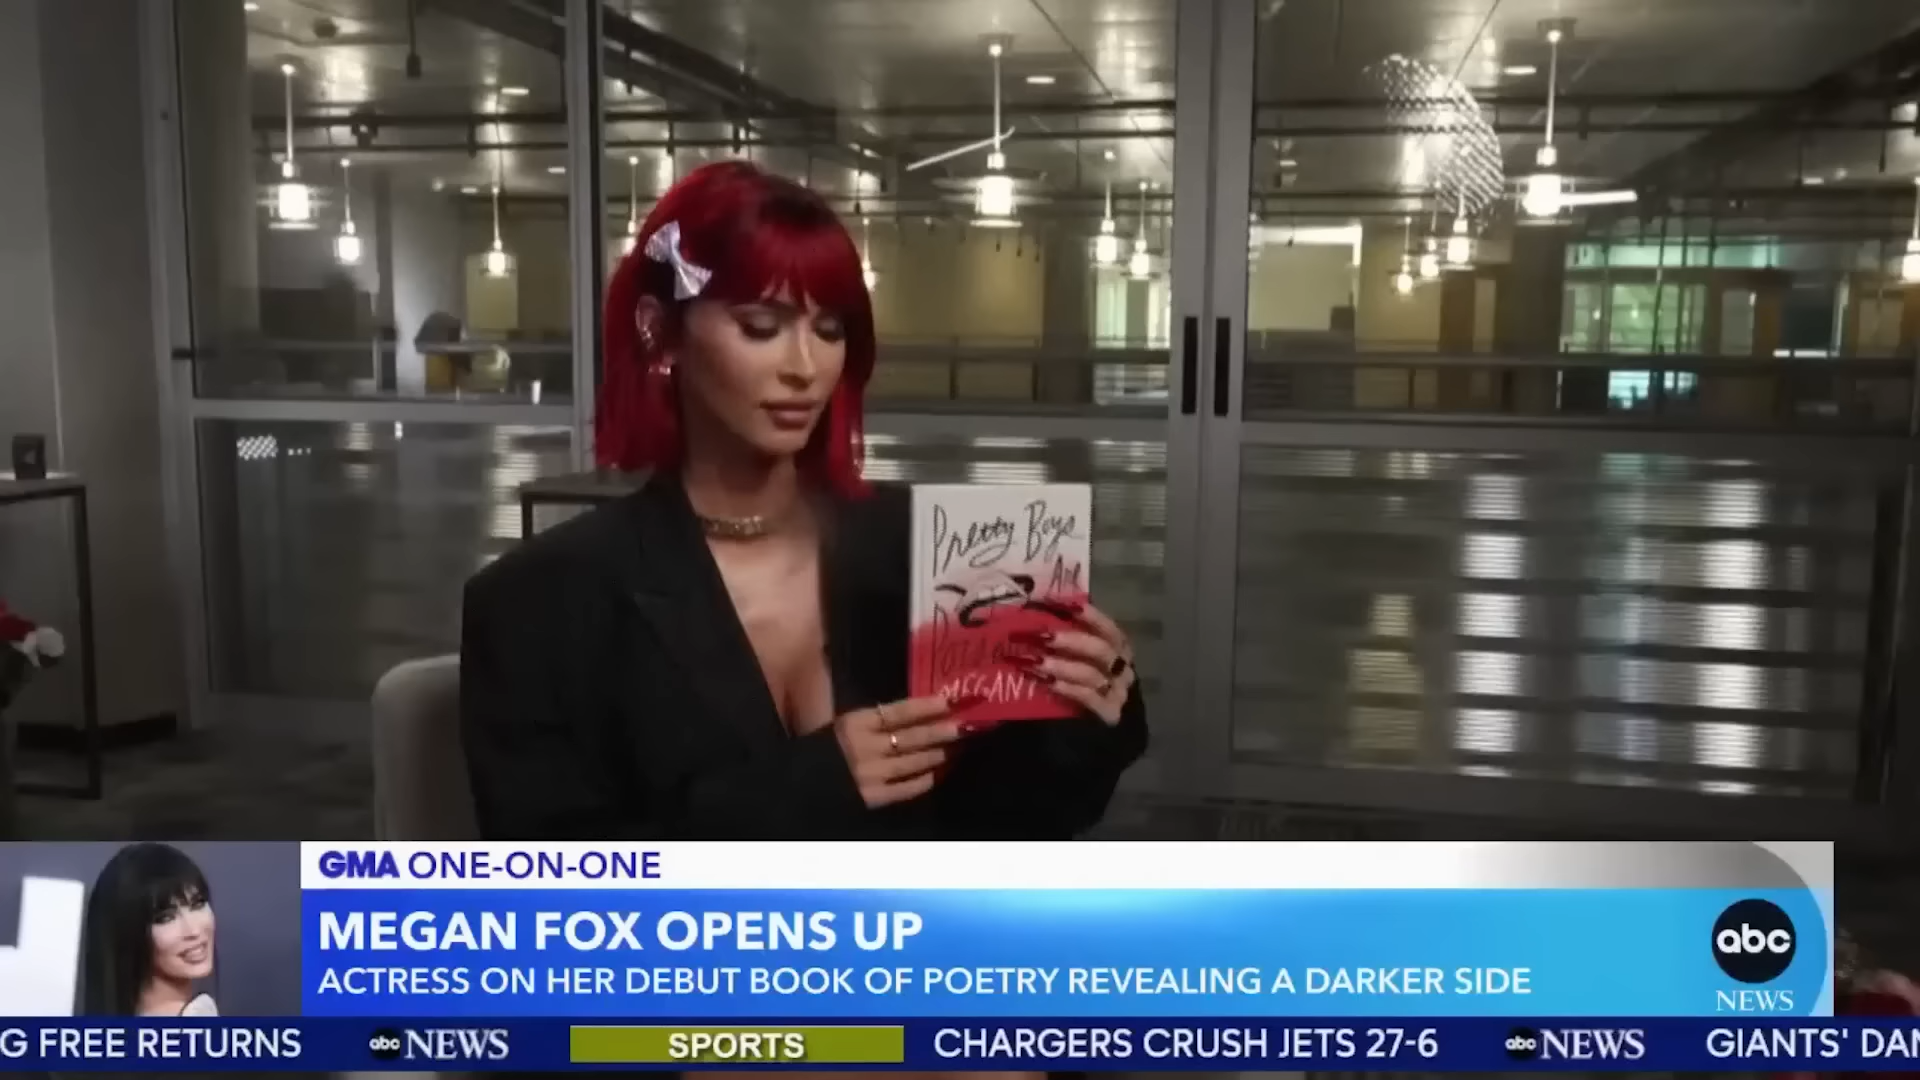 Pretty Boys
Are
MEGAN
GMA ONE-ON-ONE
MEGAN FOX OPENS UP
ACTRESS ON HER DEBUT BOOK OF POETRY REVEALING A DARKER SIDE
abc
NEWS
G FREE RETURNS abc NEWS SPORTS CHARGERS CRUSH JETS 27-6 abc NEWS GIANTS' DAN